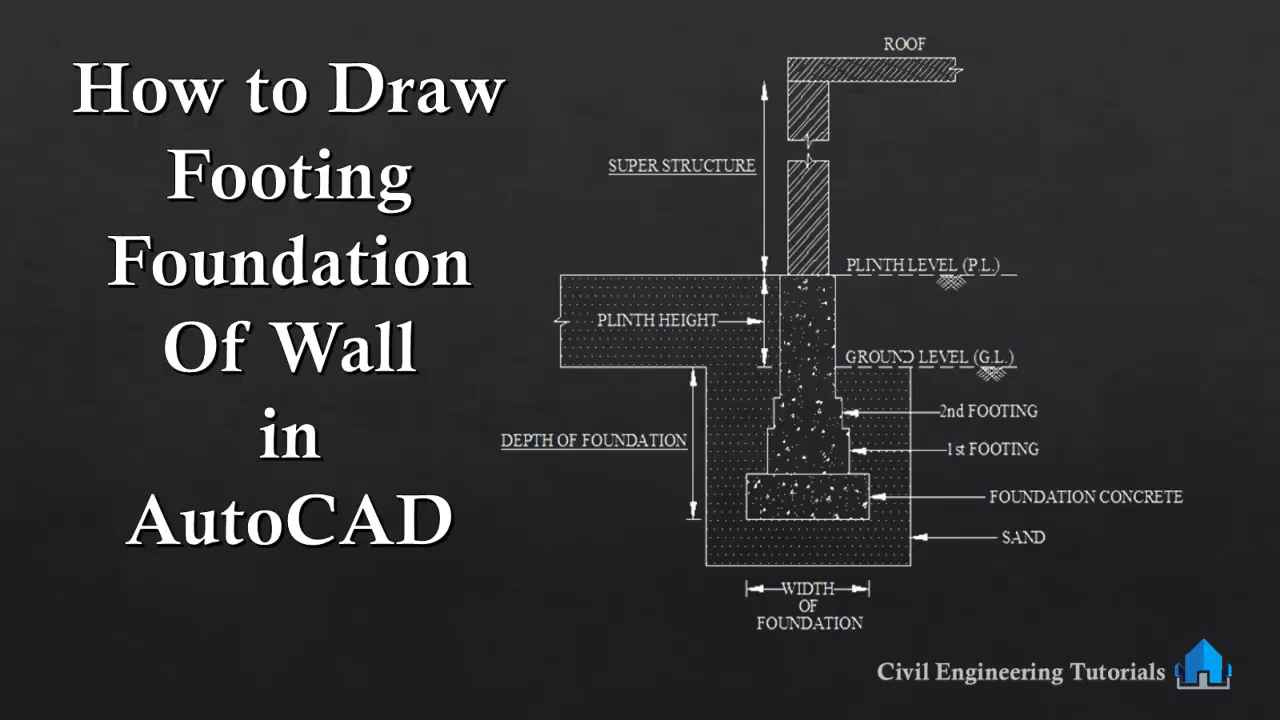 How to Draw
Footing
Foundation
Of Wall
in
AutoCAD
ROOF
SUPER STRUCTURE
PLINTH LEVEL (P.L.)
PLINTH HEIGHT
GROUND LEVEL (G.L.)
2nd FOOTING
DEPTH OF FOUNDATION
1st FOOTING
FOUNDATION CONCRETE
SAND
WIDTH
OF
FOUNDATION
Civil Engineering Tutorials